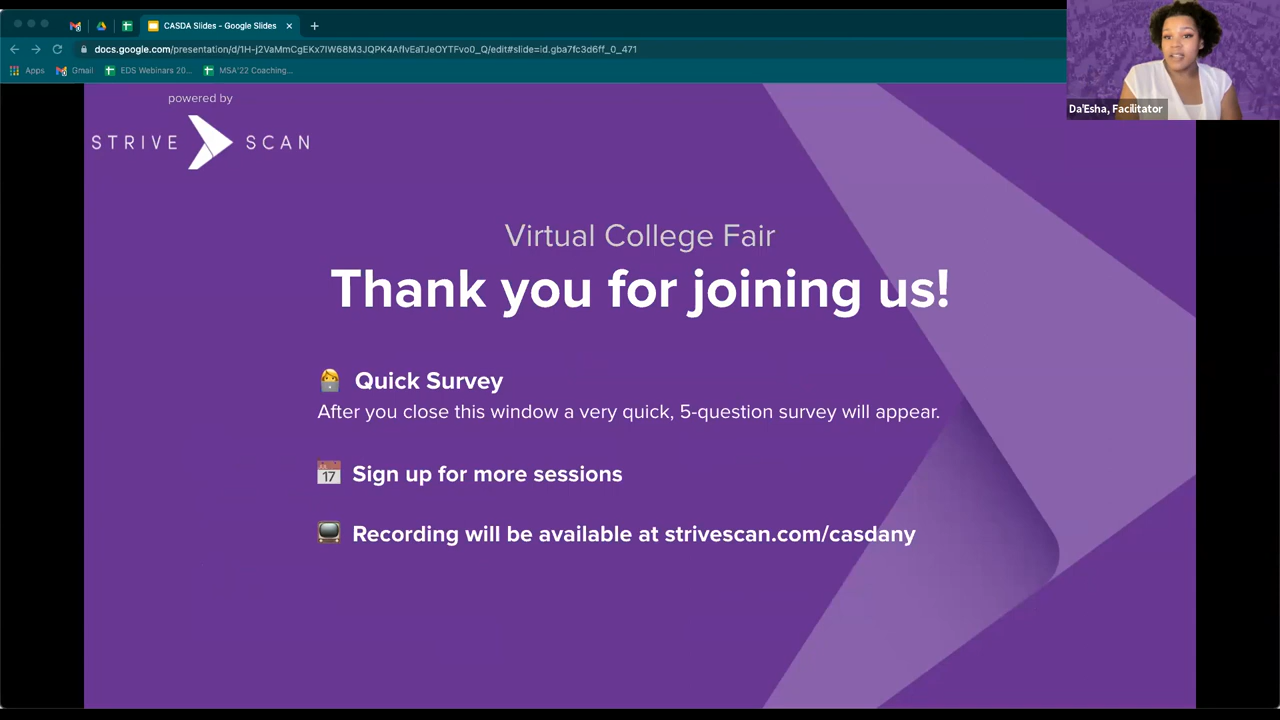 CASDA Slides - Google Slides
docs.google.com/presentation/d/1H-j2VaMmCgEKx7IW68M3JQPK4AfIvEaTJeOYTFvo0_Q/edit#slide=id.gba7fc3d6ff_0_471
Apps Gmail EDS Webinars 20... MSA'22 Coaching...
Da'Esha, Facilitator
powered by
STRIVE SCAN
Virtual College Fair
Thank you for joining us!
Quick Survey
After you close this window a very quick, 5-question survey will appear.
17 Sign up for more sessions
Recording will be available at strivescan.com/casdany